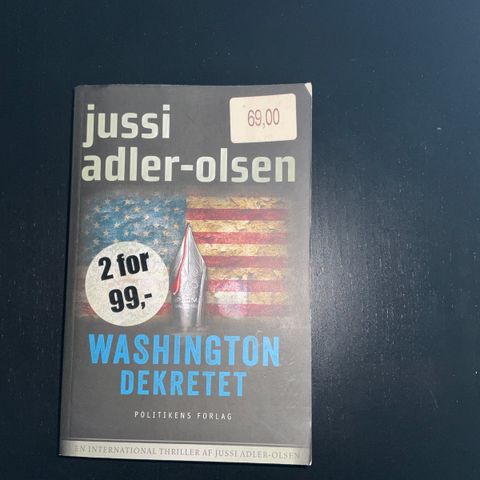 69,00
jussi
adler-olsen
2 for
99,-
WASHINGTON
DEKRETET
POLITIKENS FORLAG
EN INTERNATIONAL THRILLER AF JUSSI ADLER-OLSEN